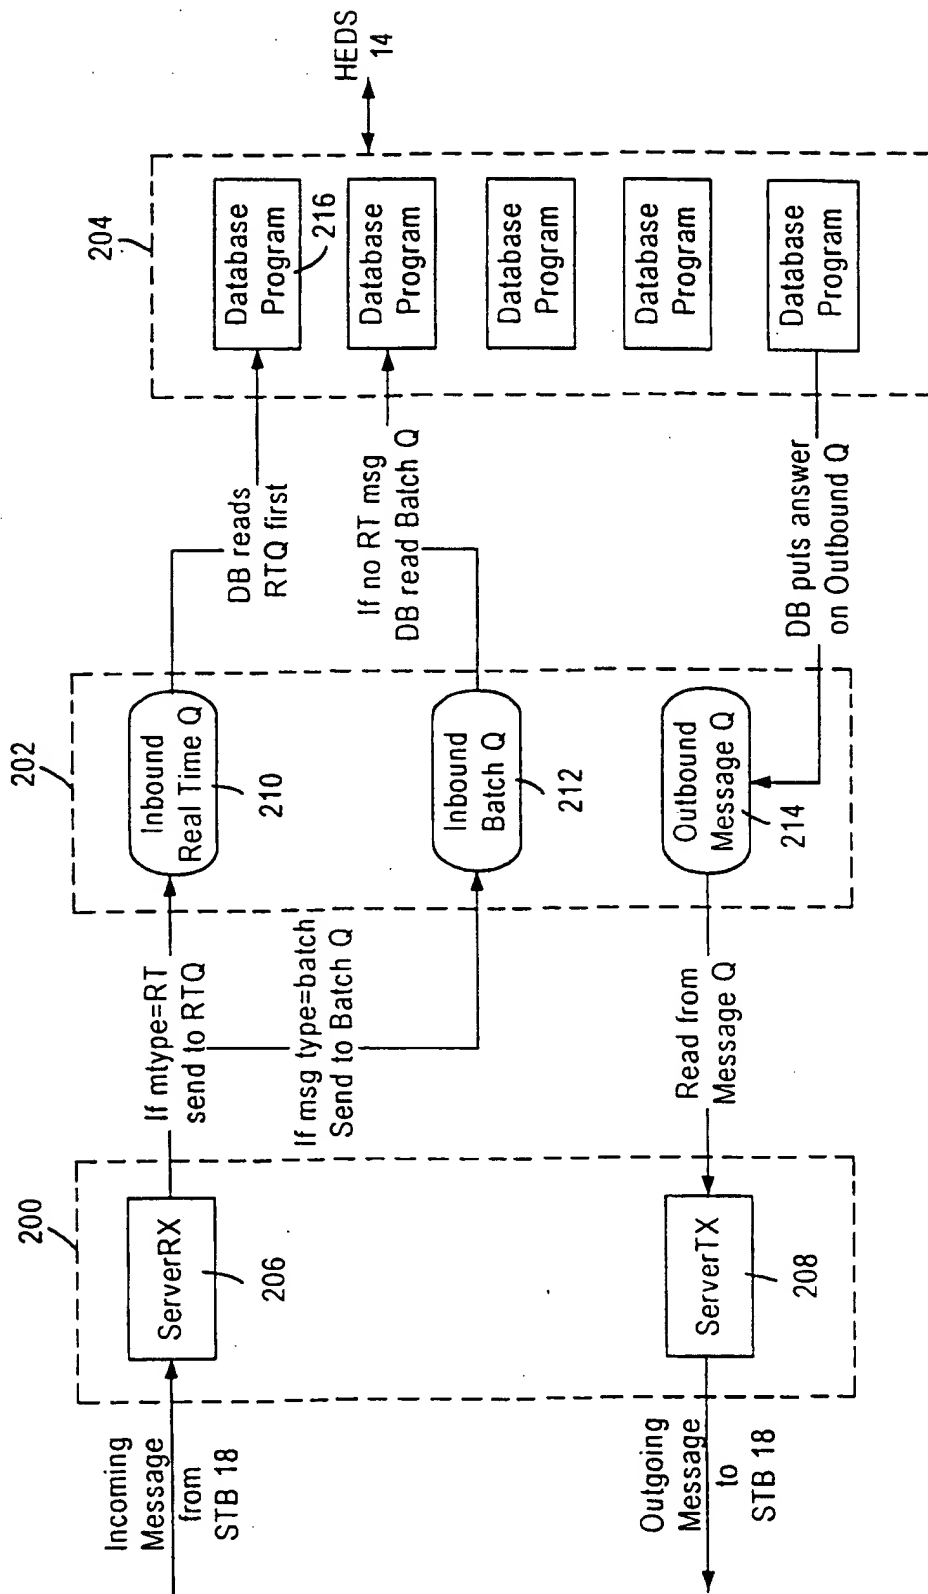 200
202
204
Incoming
Message
from
STB 18
ServerRX
206
If mtype=RT
send to RTQ
If msg type=batch
Send to Batch Q
Inbound
Real Time Q
210
DB reads
RTQ first
Database
Program
216
Inbound
Batch Q
212
If no RT msg
DB read Batch Q
Database
Program
Database
Program
Database
Program
Database
Program
HEDS
14
DB puts answer
on Outbound Q
Outbound
Message Q
214
Read from
Message Q
ServerTX
208
Outgoing
Message
to
STB 18